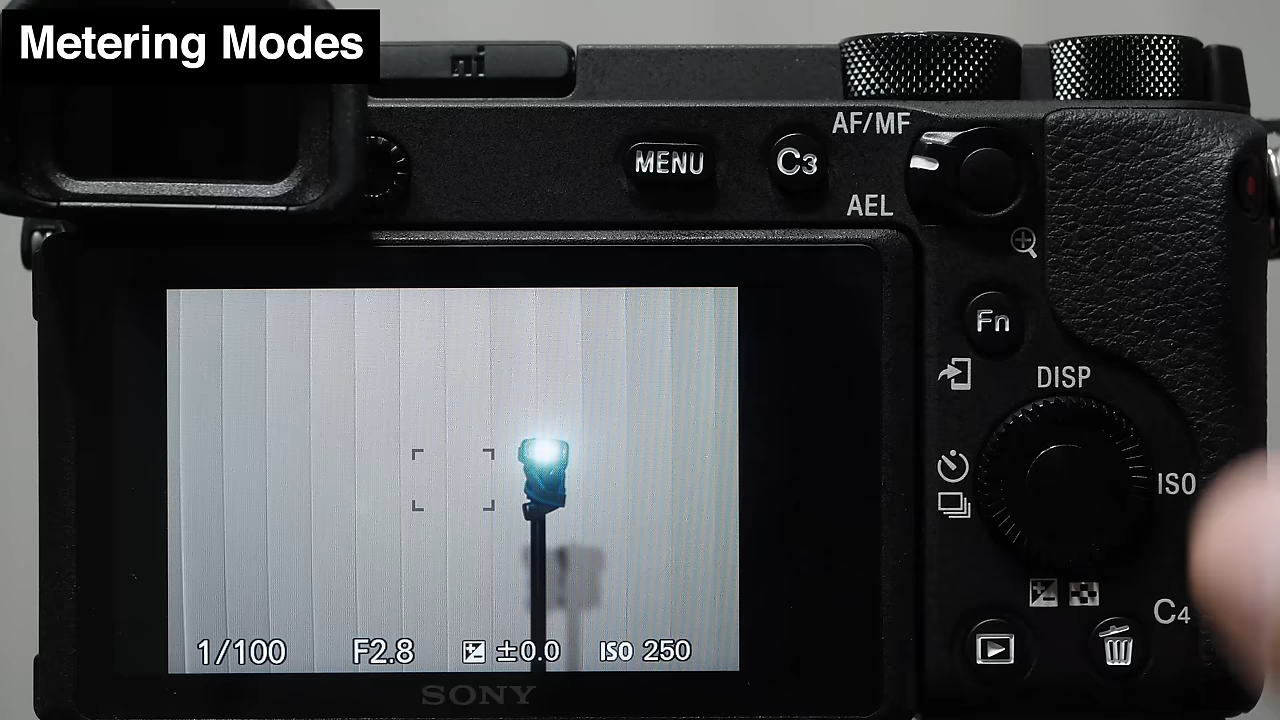 Metering Modes
MENU
C3
AF/MF
AEL
Fn
DISP
ISO
1/100
F2.8
±0.0
ISO 250
C4
SONY